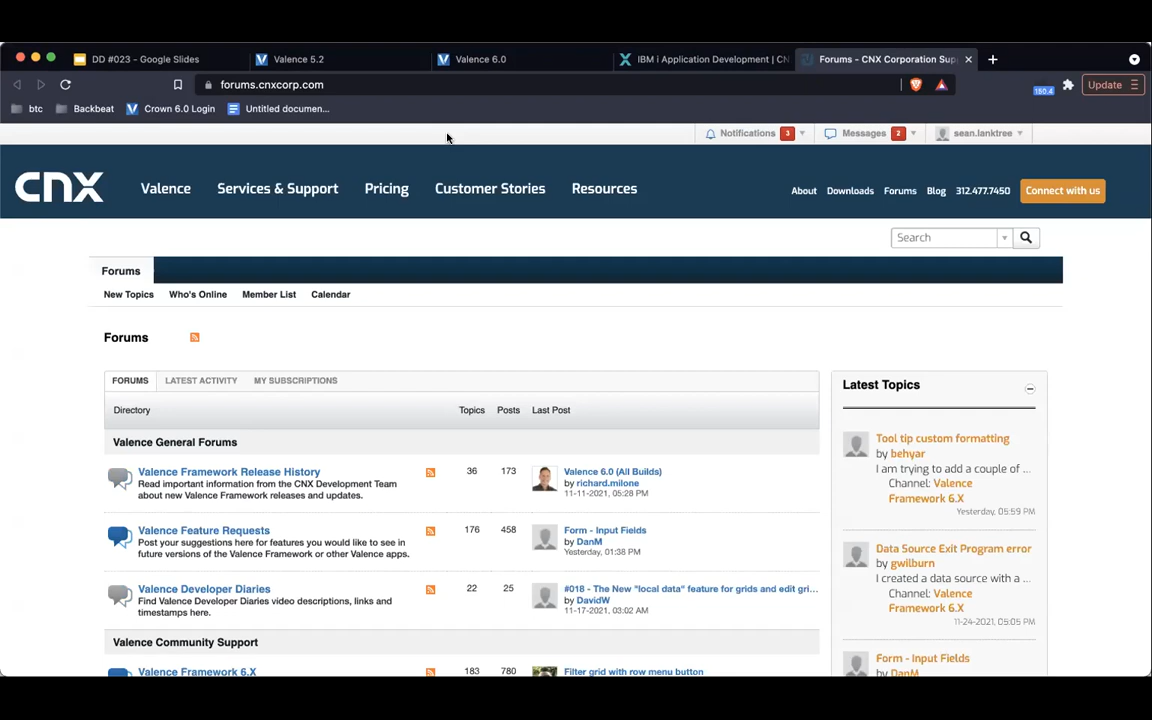 DD #023 - Google Slides
Valence 5.2
Valence 6.0
IBM i Application Development | CN
Forums - CNX Corporation Sup
forums.cnxcorp.com
180.4
Update
btc
Backbeat
Crown 6.0 Login
Untitled documen...
Notifications 3
Messages 2
sean.lanktree
CNX
Valence
Services & Support
Pricing
Customer Stories
Resources
About
Downloads
Forums
Blog
312.477.7450
Connect with us
Search
Forums
New Topics
Who's Online
Member List
Calendar
Forums
FORUMS
LATEST ACTIVITY
MY SUBSCRIPTIONS
Directory
Topics
Posts
Last Post
Valence General Forums
Valence Framework Release History
Read important information from the CNX Development Team
about new Valence Framework releases and updates.
36
173
Valence 6.0 (All Builds)
by richard.milone
11-11-2021, 05:28 PM
Valence Feature Requests
Post your suggestions here for features you would like to see in
future versions of the Valence Framework or other Valence apps.
176
458
Form - Input Fields
by DanM
Yesterday, 01:38 PM
Valence Developer Diaries
Find Valence Developer Diaries video descriptions, links and
timestamps here.
22
25
#018 - The New "local data" feature for grids and edit gri...
by DavidW
11-17-2021, 03:02 AM
Valence Community Support
Valence Framework 6.X
183
780
Filter grid with row menu button
Latest Topics
Tool tip custom formatting
by behyar
I am trying to add a couple of ...
Channel: Valence
Framework 6.X
Yesterday, 05:59 PM
Data Source Exit Program error
by gwilburn
I created a data source with a ...
Channel: Valence
Framework 6.X
11-24-2021, 05:05 PM
Form - Input Fields
by DanM